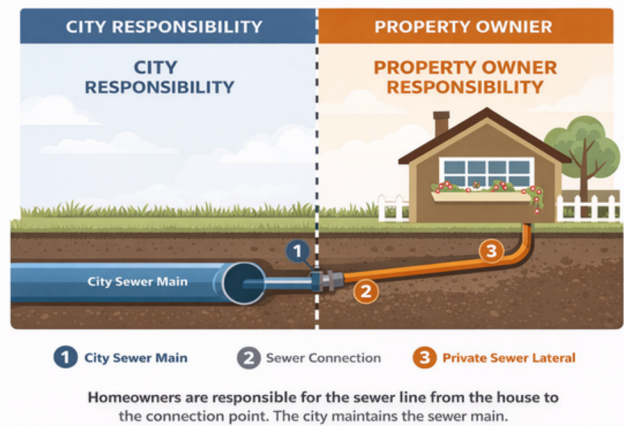 CITY RESPONSIBILITY
PROPERTY OWNIER
CITY
RESPONSIBILITY
PROPERTY OWNER
RESPONSIBILITY
1
3
City Sewer Main
2
1 City Sewer Main
2 Sewer Connection
3 Private Sewer Lateral
Homeowners are responsible for the sewer line from the house to
the connection point. The city maintains the sewer main.